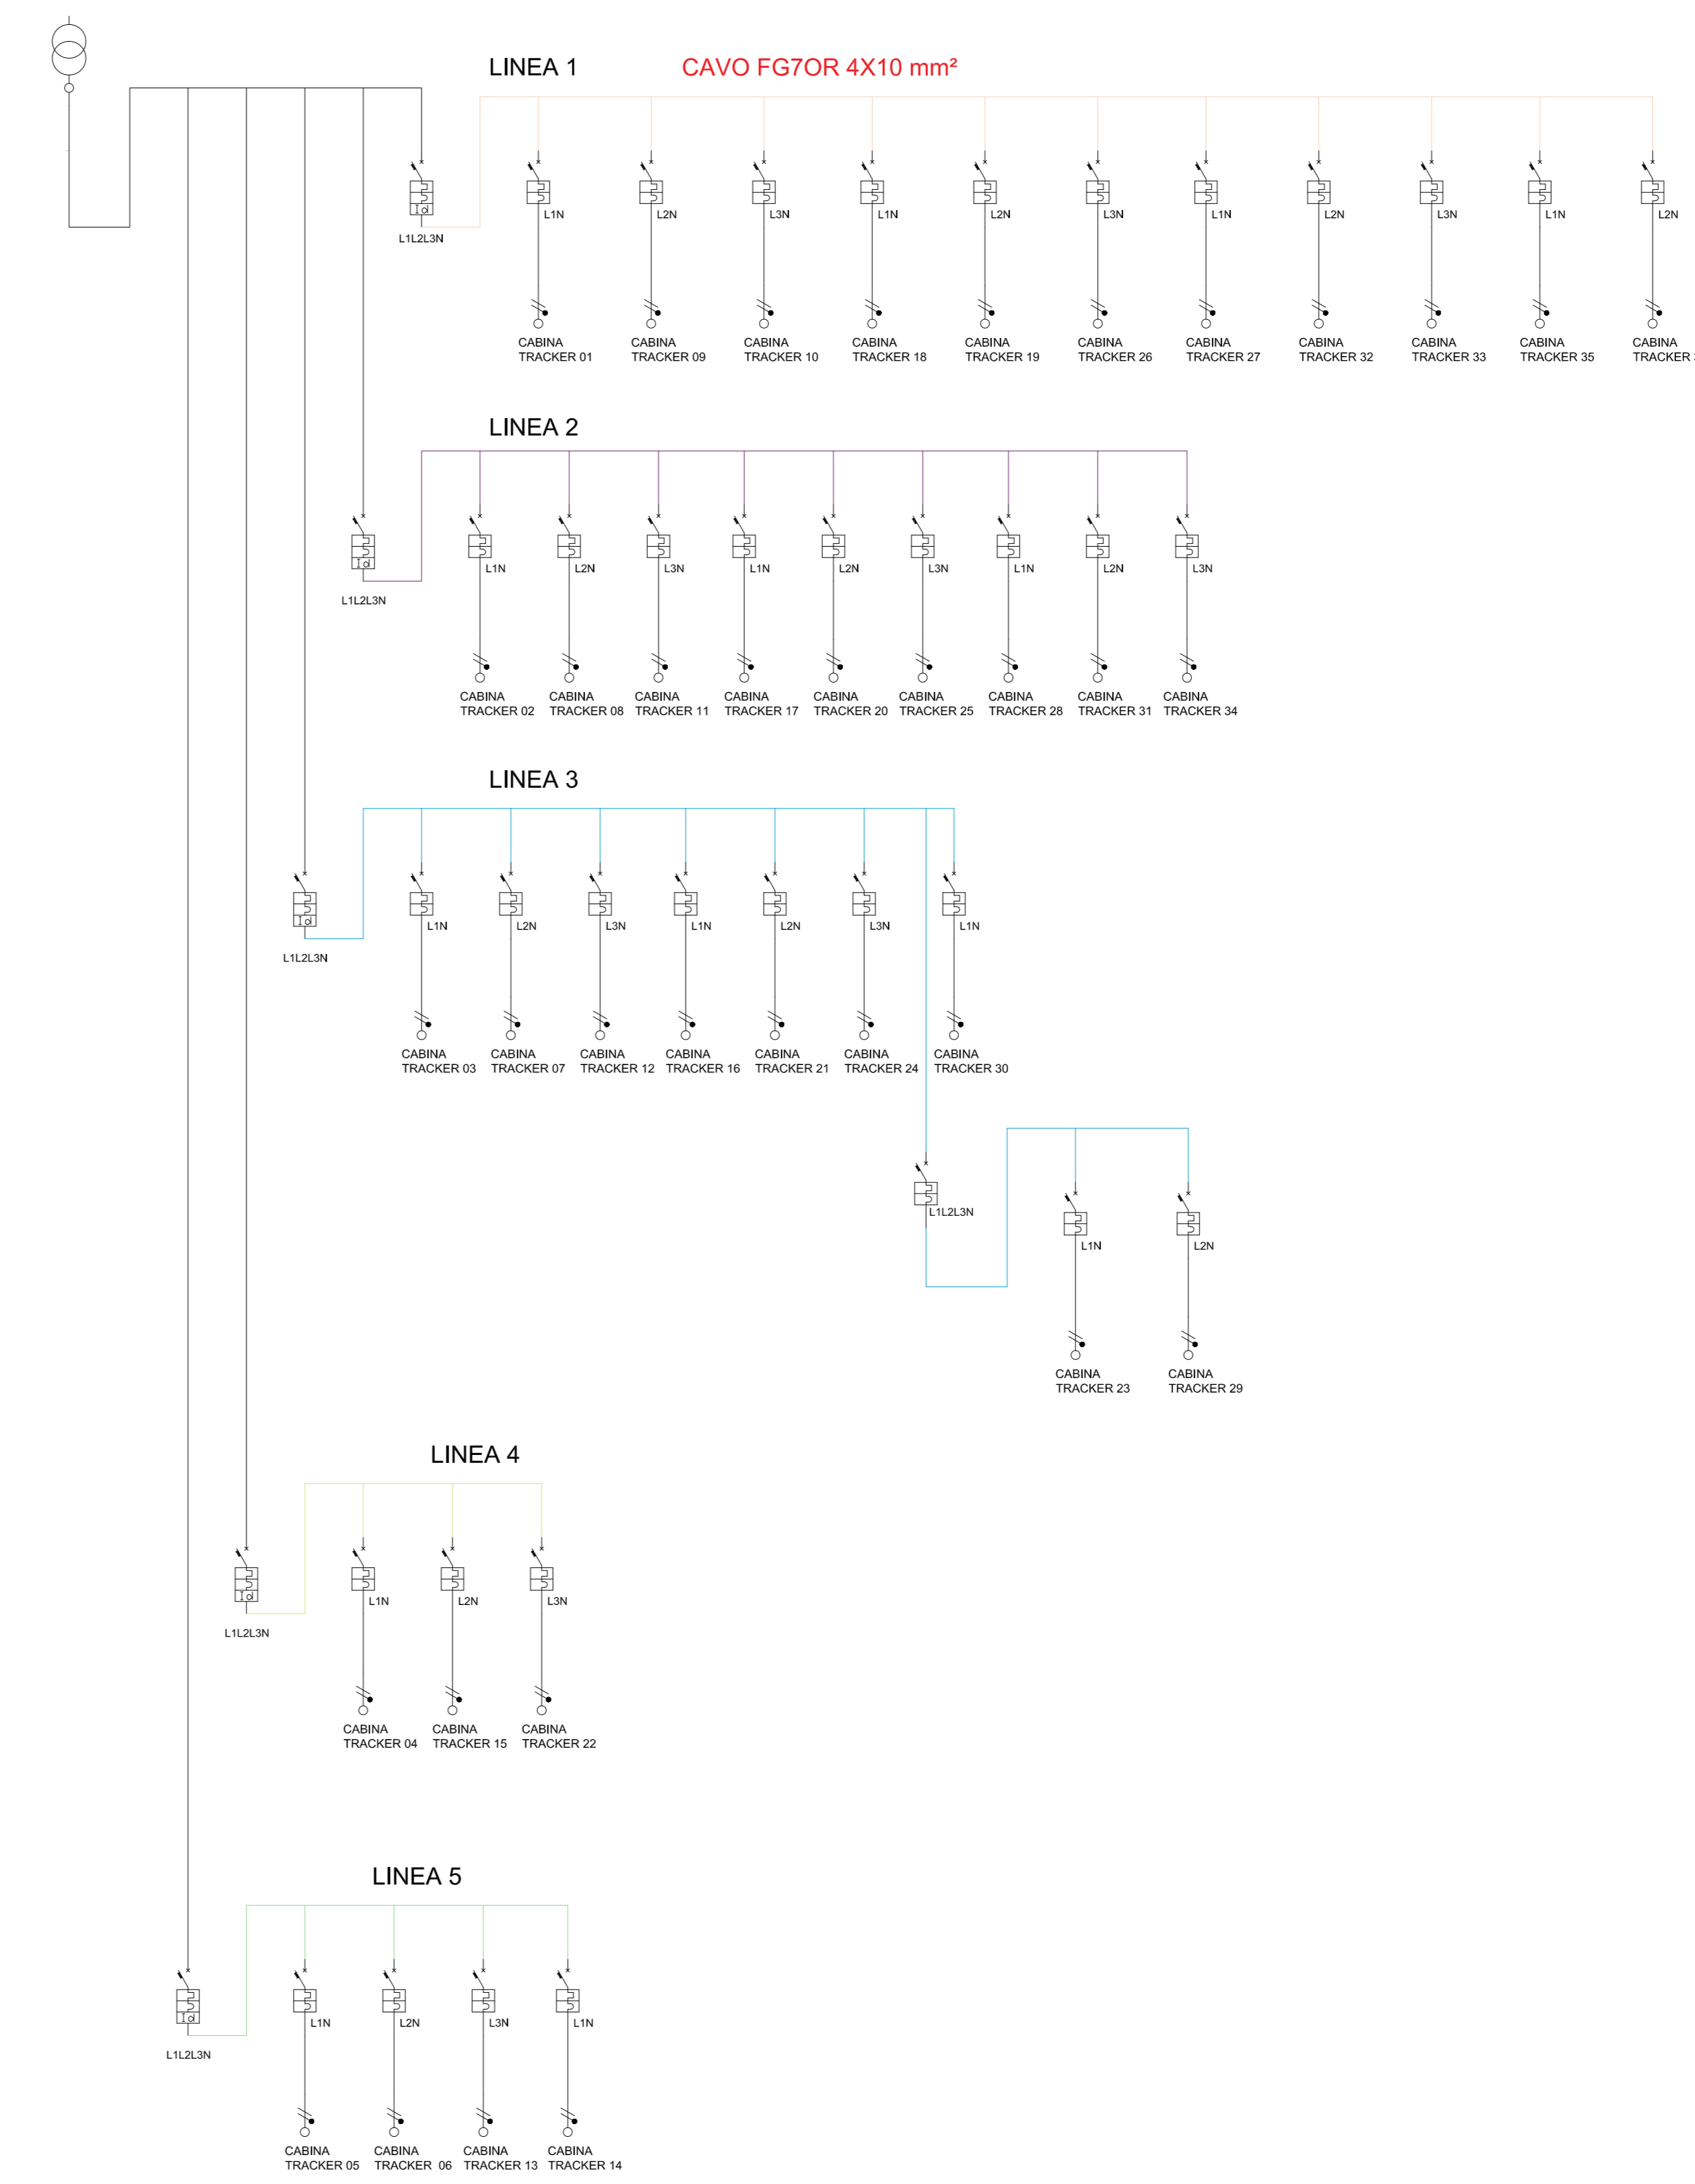 LINEA 1 CAVO FG7OR 4X10 mm²
Id
L1L2L3N
L1N L2N L3N L1N L2N L3N L1N L2N L3N L1N L2N
CABINA CABINA CABINA CABINA CABINA CABINA CABINA CABINA CABINA CABINA CABINA
TRACKER 01 TRACKER 09 TRACKER 10 TRACKER 18 TRACKER 19 TRACKER 26 TRACKER 27 TRACKER 32 TRACKER 33 TRACKER 35 TRACKER
LINEA 2
Id
L1L2L3N
L1N L2N L3N L1N L2N L3N L1N L2N L3N
CABINA CABINA CABINA CABINA CABINA CABINA CABINA CABINA CABINA
TRACKER 02 TRACKER 08 TRACKER 11 TRACKER 17 TRACKER 20 TRACKER 25 TRACKER 28 TRACKER 31 TRACKER 34
LINEA 3
Id
L1L2L3N
L1N L2N L3N L1N L2N L3N L1N
CABINA CABINA CABINA CABINA CABINA CABINA CABINA
TRACKER 03 TRACKER 07 TRACKER 12 TRACKER 16 TRACKER 21 TRACKER 24 TRACKER 30
L1L2L3N
L1N L2N
CABINA CABINA
TRACKER 23 TRACKER 29
LINEA 4
Id
L1L2L3N
L1N L2N L3N
CABINA CABINA CABINA
TRACKER 04 TRACKER 15 TRACKER 22
LINEA 5
Id
L1L2L3N
L1N L2N L3N L1N
CABINA CABINA CABINA CABINA
TRACKER 05 TRACKER 06 TRACKER 13 TRACKER 14